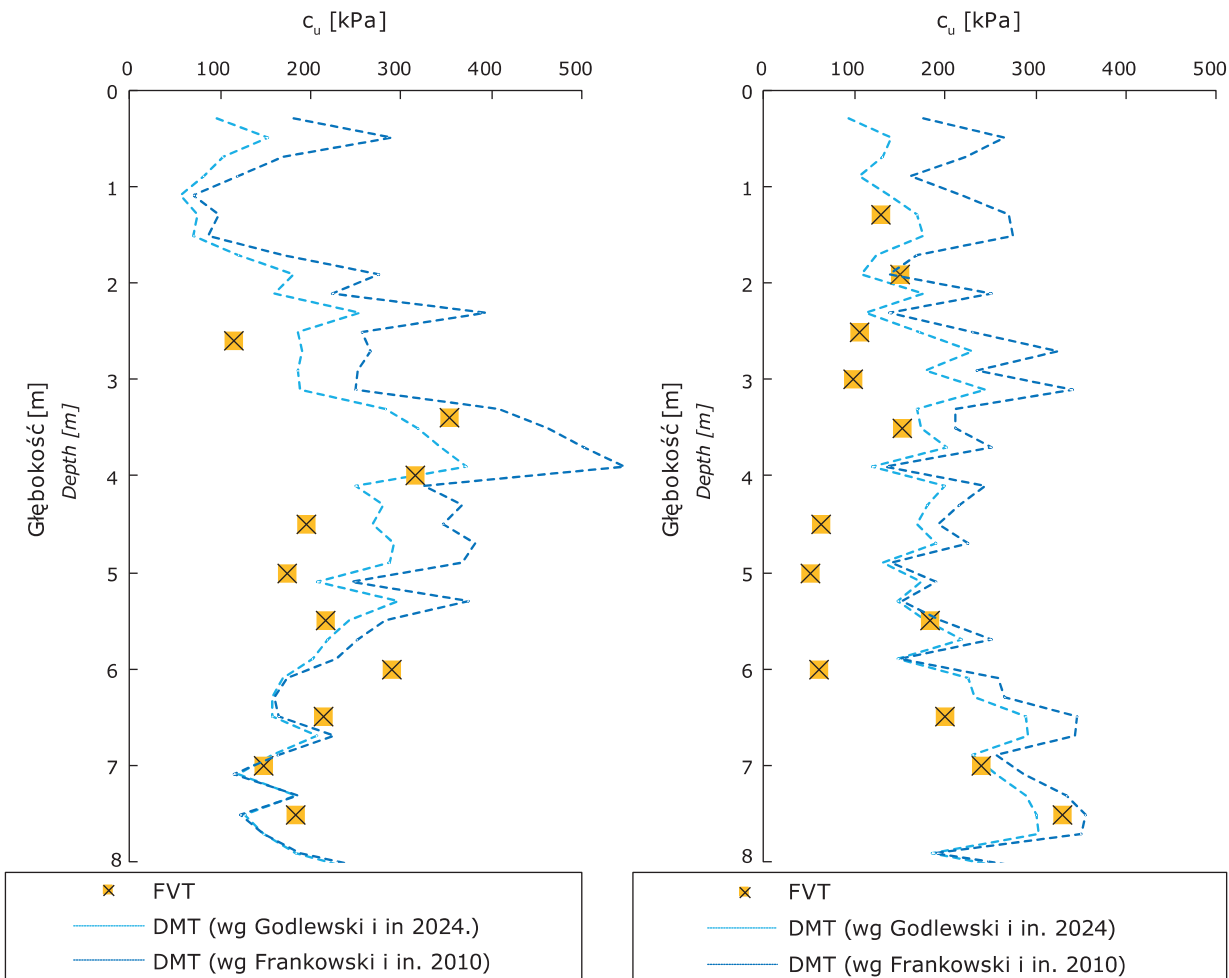 c_u [kPa]
0 100 200 300 400 500
0
1
2
3
4
5
6
7
8
Głębokość [m]
Depth [m]
FVT
DMT (wg Godlewski i in 2024.)
DMT (wg Frankowski i in. 2010)
c_u [kPa]
0 100 200 300 400 500
0
1
2
3
4
5
6
7
8
Głębokość [m]
Depth [m]
FVT
DMT (wg Godlewski i in. 2024)
DMT (wg Frankowski i in. 2010)